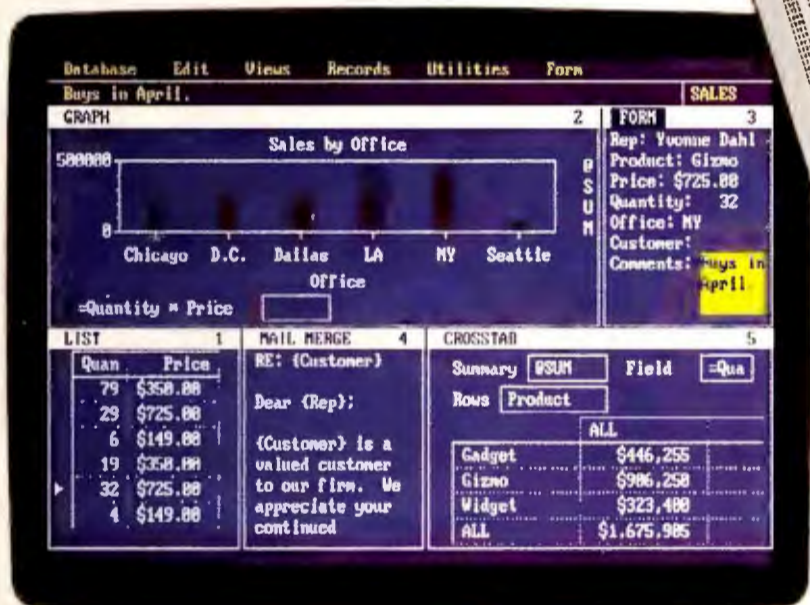 Database Edit Views Records Utilities Form
Buys in April. SALES
GRAPH 2
Sales by Office
500000
0
@SUM
Chicago D.C. Dallas LA NY Seattle
Office
=Quantity * Price
FORM 3
Rep: Yvonne Dahl
Product: Gizmo
Price: $725.00
Quantity: 32
Office: NY
Customer:
Comments: Buys in
April
LIST 1
Quan Price
79 $350.00
29 $725.00
6 $149.00
19 $350.00
32 $725.00
4 $149.00
MAIL MERGE 4
RE: {Customer}
Dear {Rep}:
{Customer} is a
valued customer
to our firm. We
appreciate your
continued
CROSSTAB 5
Summary @SUM Field =Qua
Rows Product
ALL
Gadget $446,255
Gizmo $906,250
Widget $323,400
ALL $1,675,905